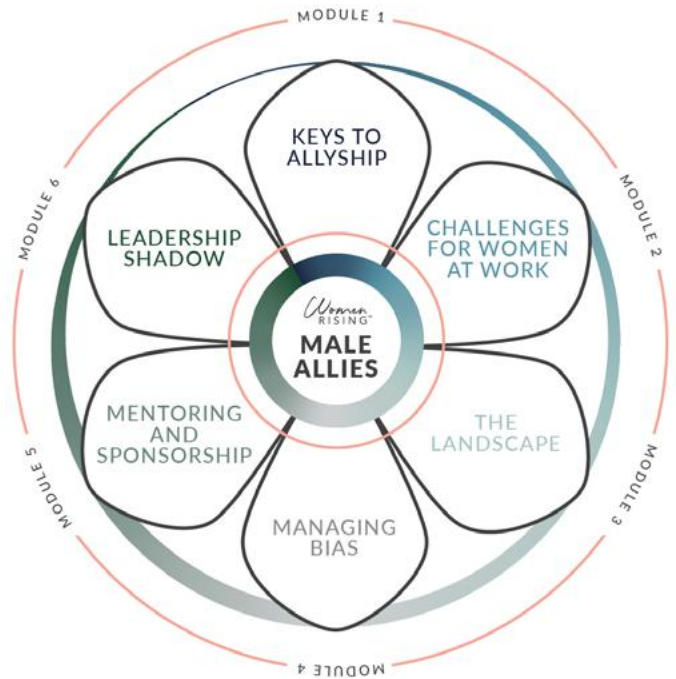 MODULE 1
KEYS TO
ALLYSHIP
MODULE 2
CHALLENGES
FOR WOMEN
AT WORK
MODULE 3
THE
LANDSCAPE
MODULE 4
MANAGING
BIAS
MODULE 5
MENTORING
AND
SPONSORSHIP
MODULE 6
LEADERSHIP
SHADOW
Women
RISING™
MALE
ALLIES